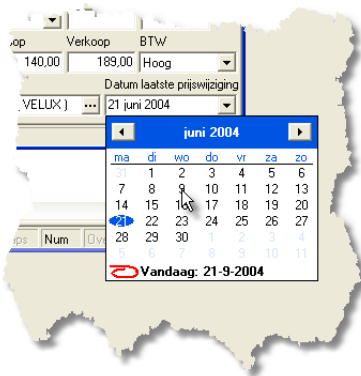 op Verkoop BTW
140,00 189,00 Hoog
Datum laatste prijswijziging
VELUX ) ... 21 juni 2004
juni 2004
ma di wo do vr za zo
31 1 2 3 4 5 6
7 8 9 10 11 12 13
14 15 16 17 18 19 20
21 22 23 24 25 26 27
28 29 30 1 2 3 4
5 6 7 8 9 10 11
Vandaag: 21-9-2004
aps Num Ove